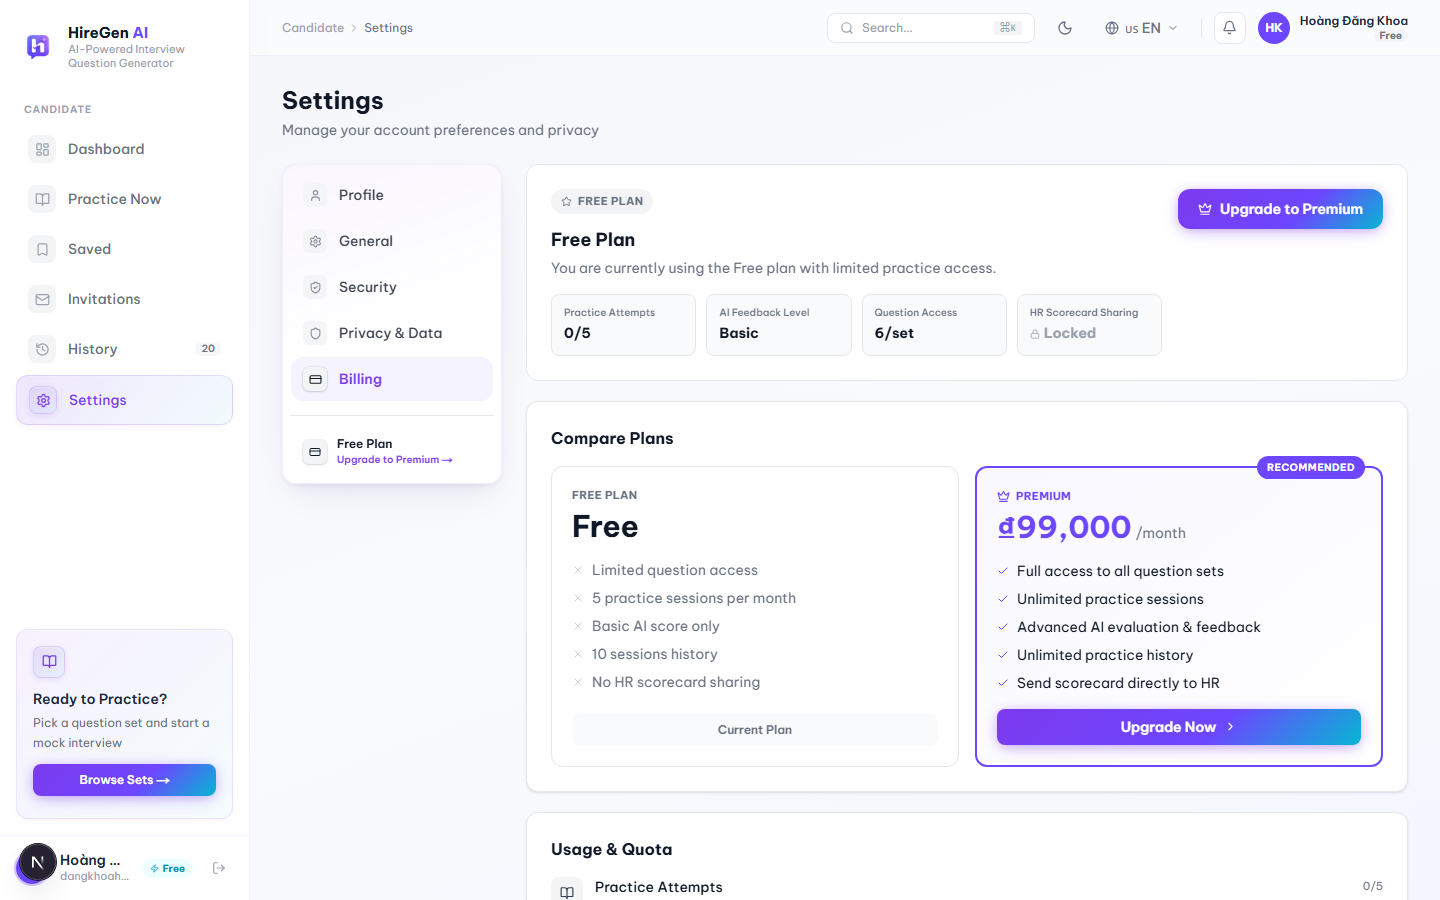 HireGen AI
AI-Powered Interview
Question Generator
CANDIDATE
Dashboard
Practice Now
Saved
Invitations
History 20
Settings
Ready to Practice?
Pick a question set and start a
mock interview
Browse Sets →
N
Hoàng ...
dangkhoah...
Free
Candidate > Settings
Search... ⌘K
US EN
HK
Hoàng Đăng Khoa
Free
Settings
Manage your account preferences and privacy
Profile
General
Security
Privacy & Data
Billing
Free Plan
Upgrade to Premium →
FREE PLAN
Upgrade to Premium
Free Plan
You are currently using the Free plan with limited practice access.
Practice Attempts
0/5
AI Feedback Level
Basic
Question Access
6/set
HR Scorecard Sharing
Locked
Compare Plans
FREE PLAN
Free
Limited question access
5 practice sessions per month
Basic AI score only
10 sessions history
No HR scorecard sharing
Current Plan
RECOMMENDED
PREMIUM
₫99,000 /month
Full access to all question sets
Unlimited practice sessions
Advanced AI evaluation & feedback
Unlimited practice history
Send scorecard directly to HR
Upgrade Now >
Usage & Quota
Practice Attempts 0/5